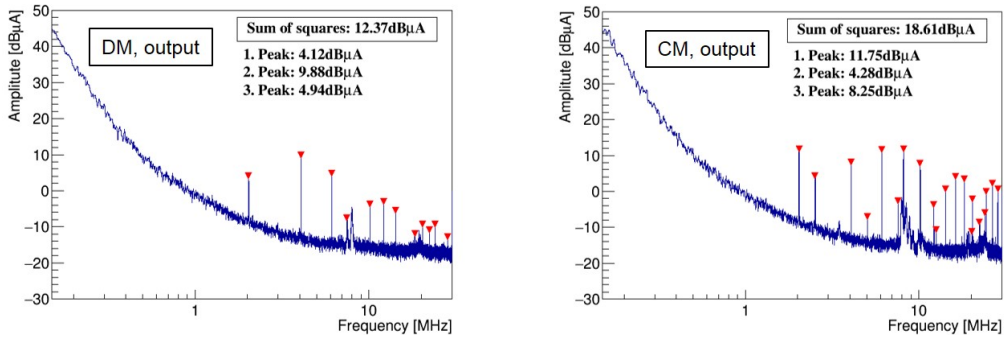 Sum of squares: 12.37dBμA
DM, output
1. Peak: 4.12dBμA
2. Peak: 9.88dBμA
3. Peak: 4.94dBμA
Amplitute [dBμA]
50
40
30
20
10
0
−10
−20
−30
1
10
Frequency [MHz]
Sum of squares: 18.61dBμA
CM, output
1. Peak: 11.75dBμA
2. Peak: 4.28dBμA
3. Peak: 8.25dBμA
Amplitute [dBμA]
50
40
30
20
10
0
−10
−20
−30
1
10
Frequency [MHz]